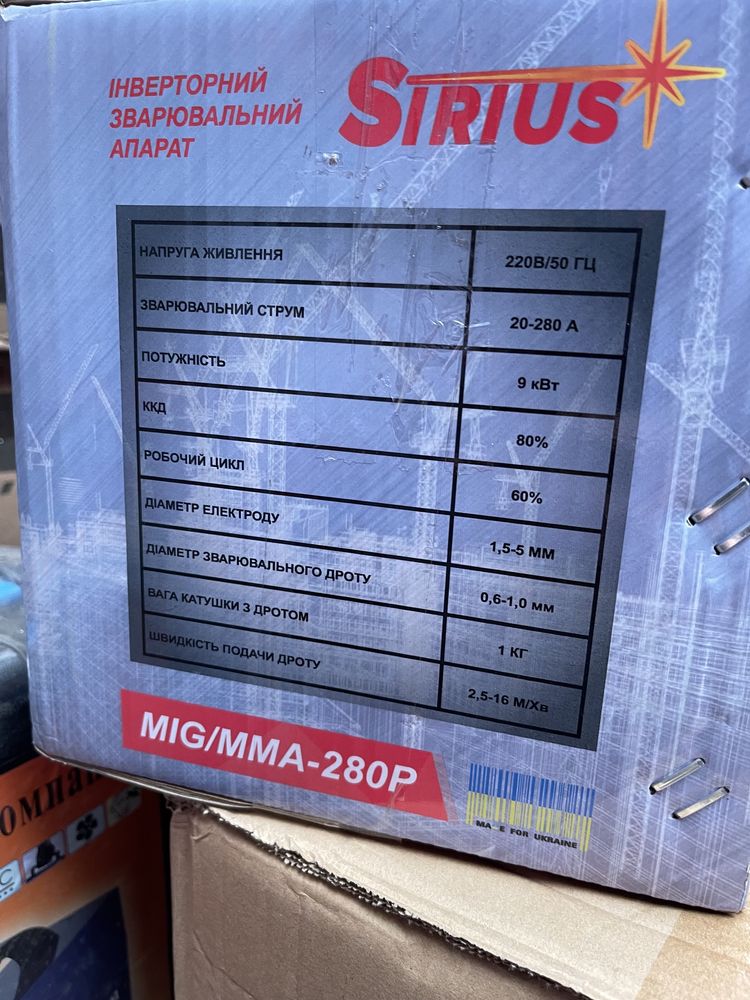 ІНВЕРТОРНИЙ
ЗВАРЮВАЛЬНИЙ
АПАРАТ
SIRIUS
НАПРУГА ЖИВЛЕННЯ 220В/50 ГЦ
ЗВАРЮВАЛЬНИЙ СТРУМ 20-280 А
ПОТУЖНІСТЬ 9 кВт
ККД 80%
РОБОЧИЙ ЦИКЛ 60%
ДІАМЕТР ЕЛЕКТРОДУ 1,5-5 ММ
ДІАМЕТР ЗВАРЮВАЛЬНОГО ДРОТУ 0,6-1,0 мм
ВАГА КАТУШКИ З ДРОТОМ 1 КГ
ШВИДКІСТЬ ПОДАЧИ ДРОТУ 2,5-16 М/Хв
MIG/MMA-280P
FOR UKRAINE